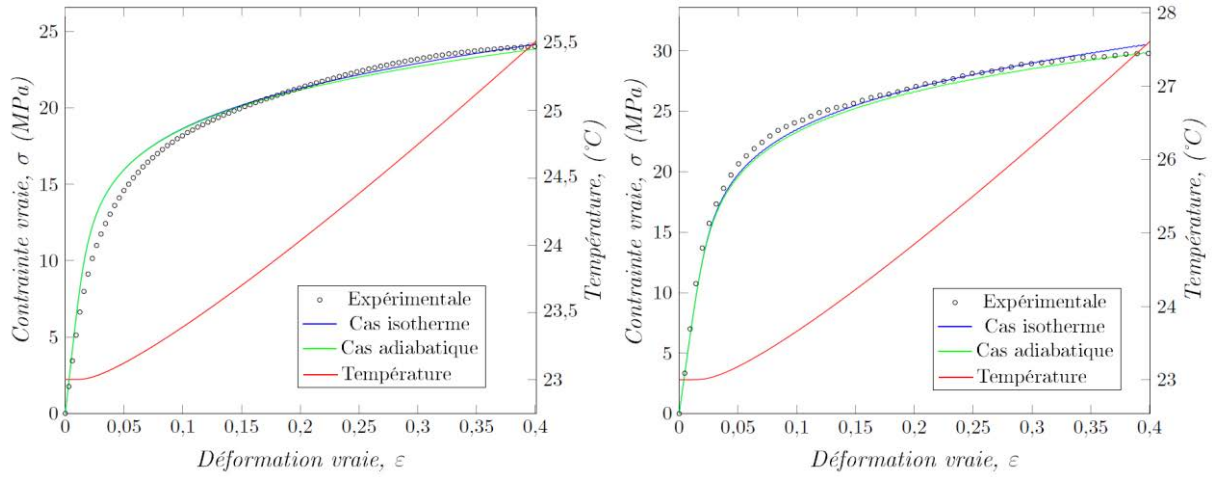 25
20
15
10
5
0
Contrainte vraie, σ (MPa)
25,5
25
24,5
24
23,5
23
Température, (°C)
Expérimentale
Cas isotherme
Cas adiabatique
Température
0 0,05 0,1 0,15 0,2 0,25 0,3 0,35 0,4
Déformation vraie, ε
30
25
20
15
10
5
0
Contrainte vraie, σ (MPa)
28
27
26
25
24
23
Température, (°C)
Expérimentale
Cas isotherme
Cas adiabatique
Température
0 0,05 0,1 0,15 0,2 0,25 0,3 0,35 0,4
Déformation vraie, ε